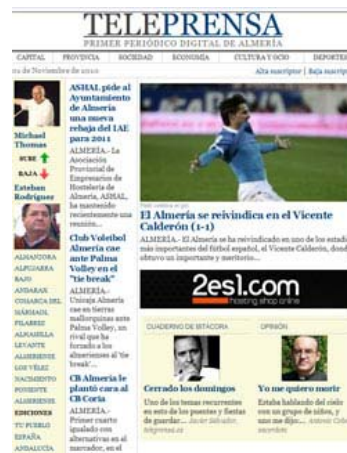 TELEPRENSA
PRIMER PERIÓDICO DIGITAL DE ALMERÍA
CAPITAL PROVINCIA SOCIEDAD ECONOMÍA CULTURA Y OCIO DEPORTES
de Noviembre de 2010
Alta suscriptor | Baja suscrip
Michael
Thomas
SUBE
BAJA
Esteban
Rodríguez
ALMANZORA
ALPUJARRA
BAJO
ANDARAX
COMARCA DEL
MÁRMOL
FILABRES
ALPUJARRA
LEVANTE
ALMERIENSE
LOS VÉLEZ
NACIMIENTO
PONIENTE
ALMERIENSE
EDICIONES
TU PUEBLO
ESPAÑA
ANDALUCÍA
ASHAL pide al
Ayuntamiento
de Almería
una nueva
rebaja del IAE
para 2011
ALMERÍA.- La
Asociación
Provincial de
Empresarios de
Hostelería de
Almería, ASHAL,
ha mantenido
recientemente una
reunión...
Club Voleibol
Almería cae
ante Palma
Volley en el
"tie break"
ALMERÍA.-
Unicaja Almería
cae en tierras
mallorquinas ante
Palma Volley, un
rival que ha
forzado a los
almerienses al 'tie
break'...
CB Almería le
plantó cara al
CB Coria
ALMERÍA.-
Primer cuarto
igualado con
alternativas en el
marcador, en el
El Almería se reivindica en el Vicente
Calderón (1-1)
ALMERÍA.- El Almería se ha reivindicado en uno de los estadi
más importantes del fútbol español, el Vicente Calderón, dond
obtuvo un importante y meritorio...
2esl.com
hosting shop online
CUADERNO DE BITÁCORA
Cerrado los domingos
Uno de los temas recurrentes
en esto de los puentes y fiestas
de guardar... Javier Salvador,
teleprensa.es
OPINIÓN
Yo me quiero morir
Estaba hablando del cielo
con un grupo de niños, y
uno me dijo... Antonio